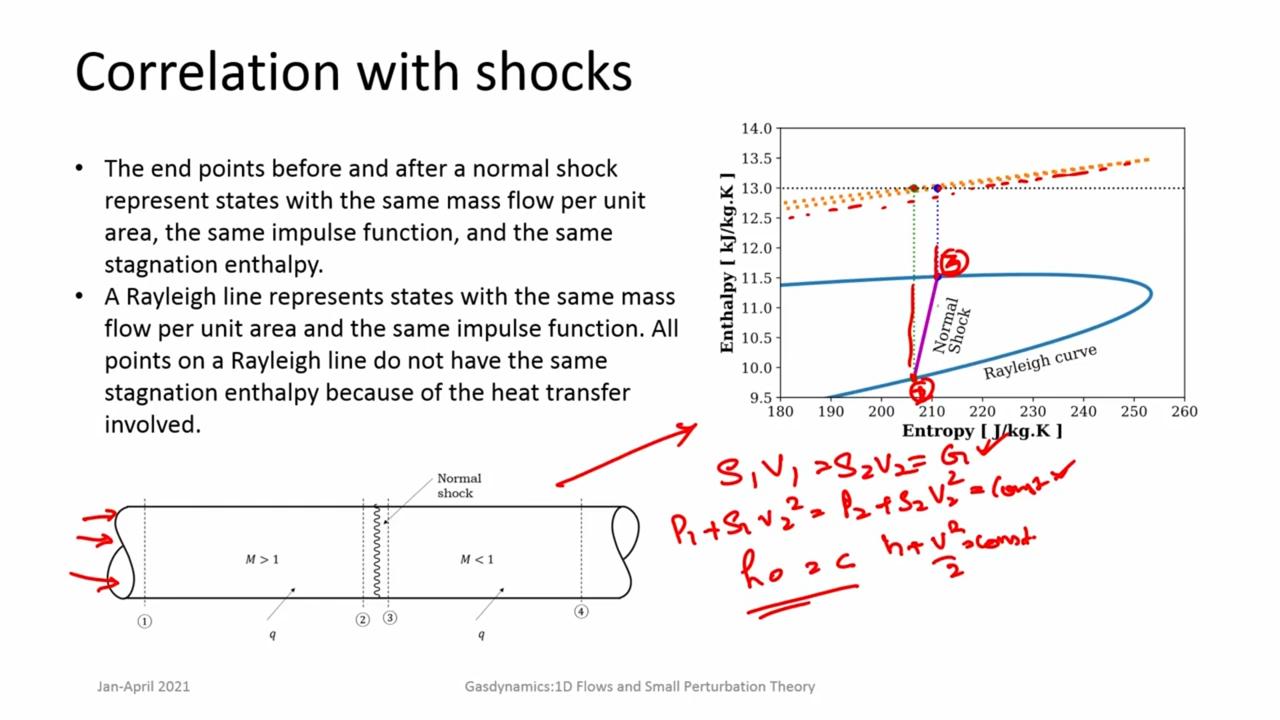 Correlation with shocks
• The end points before and after a normal shock
represent states with the same mass flow per unit
area, the same impulse function, and the same
stagnation enthalpy.
• A Rayleigh line represents states with the same mass
flow per unit area and the same impulse function. All
points on a Rayleigh line do not have the same
stagnation enthalpy because of the heat transfer
involved.
Enthalpy [ kJ/kg.K ]
14.0
13.5
13.0
12.5
12.0
11.5
11.0
10.5
10.0
9.5
3
Normal
Shock
Rayleigh curve
180 190 200 210 220 230 240 250 260
Entropy [ J/kg.K ]
S₁V₁ = S₂V₂ = G
P₁ + S₁V₂² = P₂ + S₂V₂² = Const
h₀ = c
h + V²/2 = const
Normal
shock
M > 1
M < 1
① ② ③ ④
q q
Jan-April 2021
Gasdynamics:1D Flows and Small Perturbation Theory